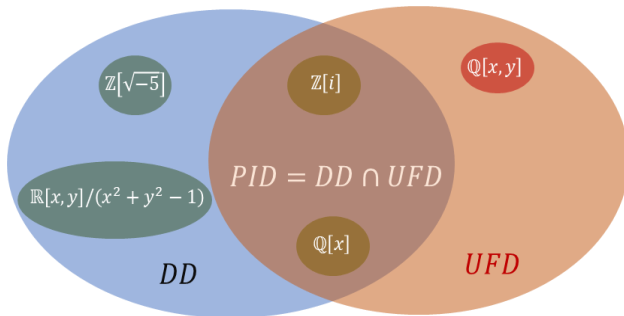 ℤ[√−5]
ℤ[i]
ℚ[x, y]
PID = DD ∩ UFD
ℝ[x, y]/(x² + y² − 1)
ℚ[x]
DD
UFD